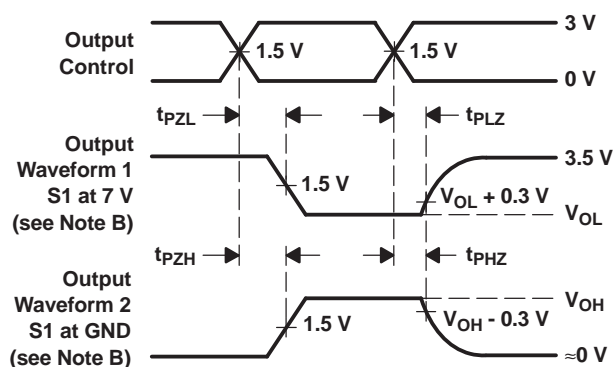 Output
Control
1.5 V
1.5 V
3 V
0 V
tPZL
tPLZ
Output
Waveform 1
S1 at 7 V
(see Note B)
1.5 V
3.5 V
VOL + 0.3 V
VOL
tPZH
tPHZ
Output
Waveform 2
S1 at GND
(see Note B)
1.5 V
VOH
VOH - 0.3 V
≈0 V